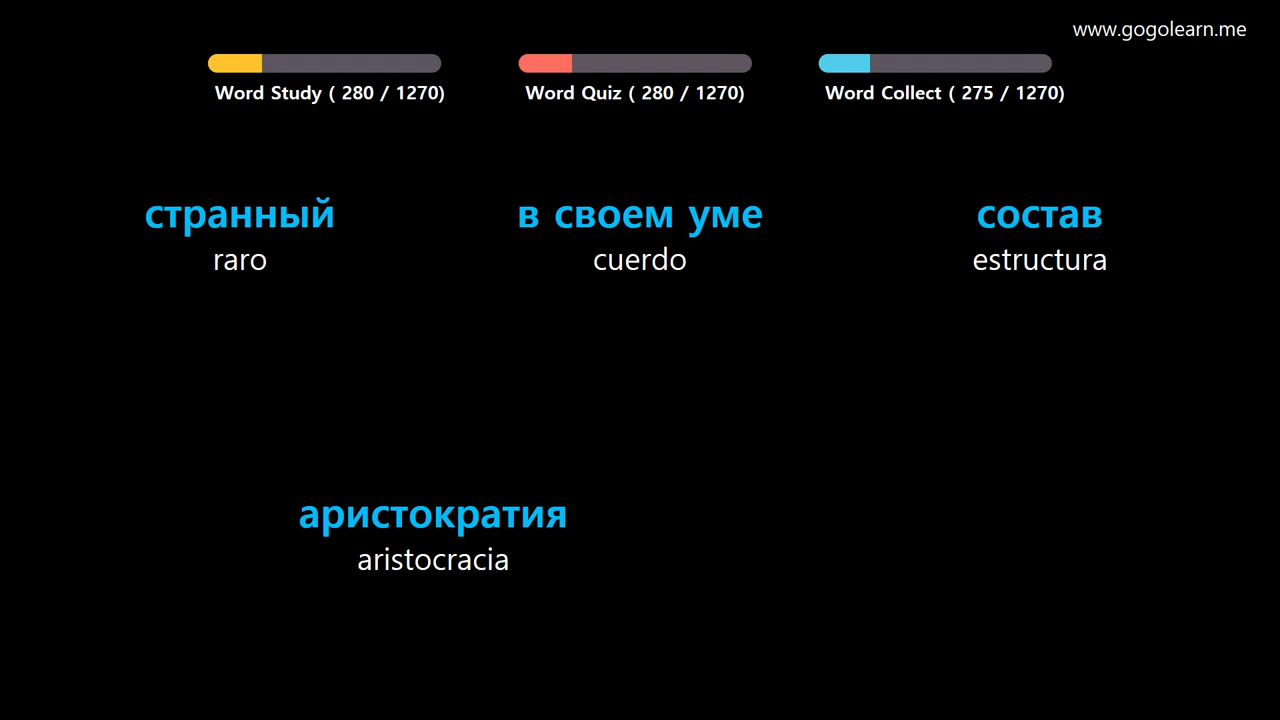 www.gogolearn.me
Word Study ( 280 / 1270)
Word Quiz ( 280 / 1270)
Word Collect ( 275 / 1270)
странный
raro
в своем уме
cuerdo
состав
estructura
аристократия
aristocracia